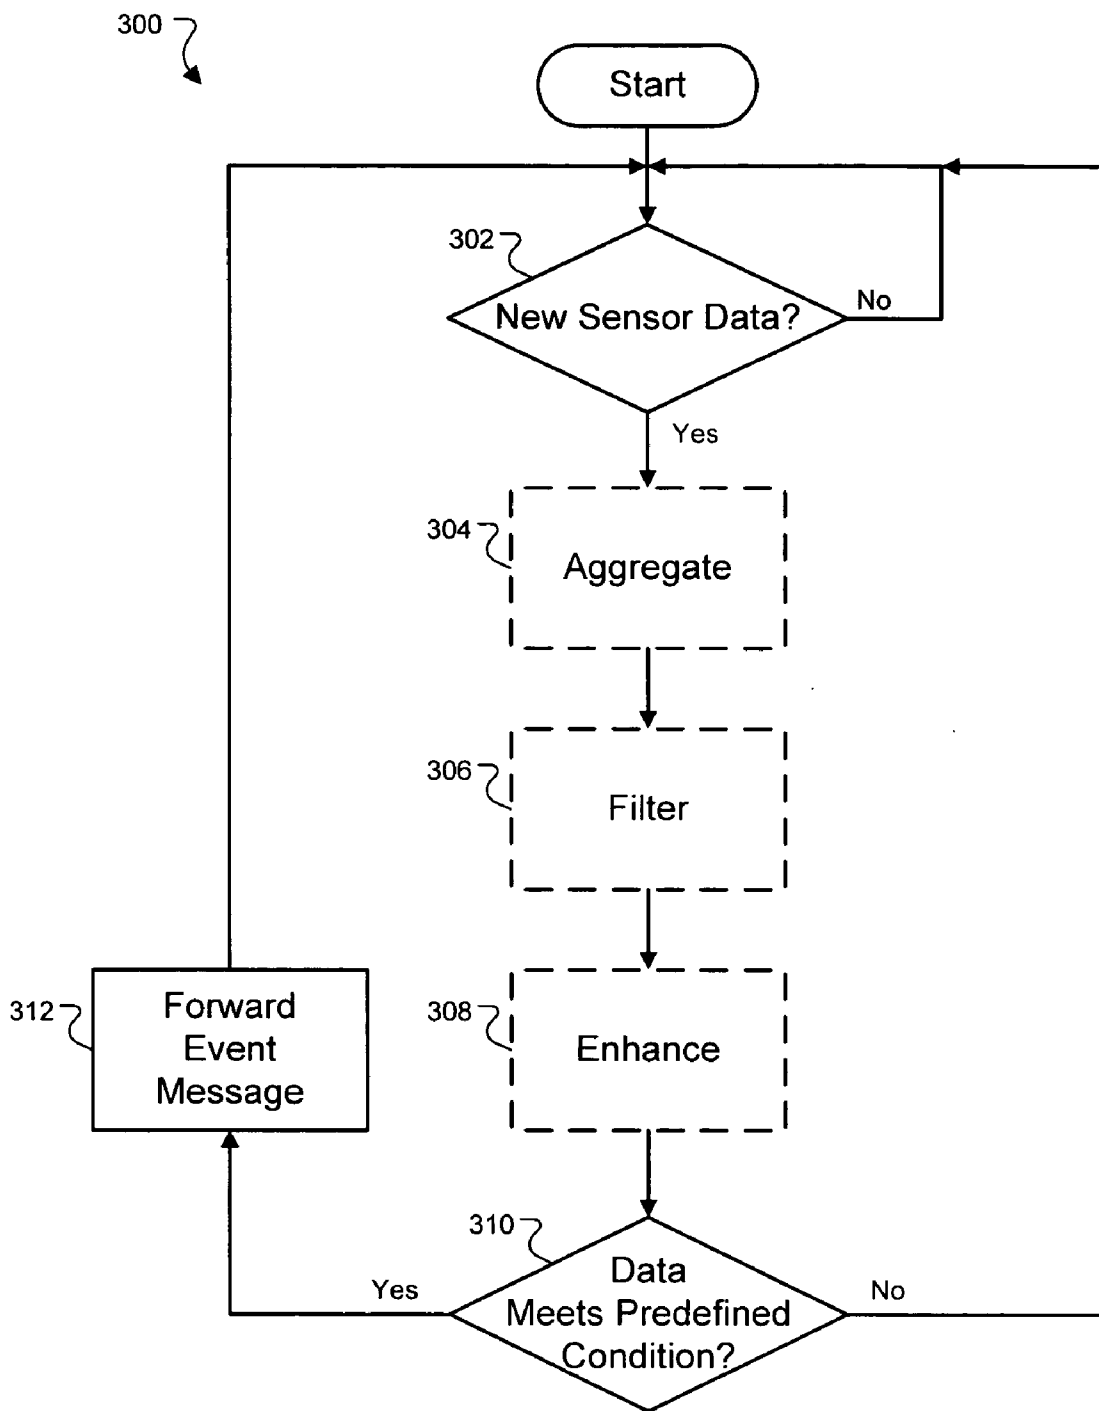 300
Start
302
New Sensor Data?
No
Yes
304
Aggregate
306
Filter
308
Enhance
312
Forward
Event
Message
310
Data
Meets Predefined
Condition?
Yes
No